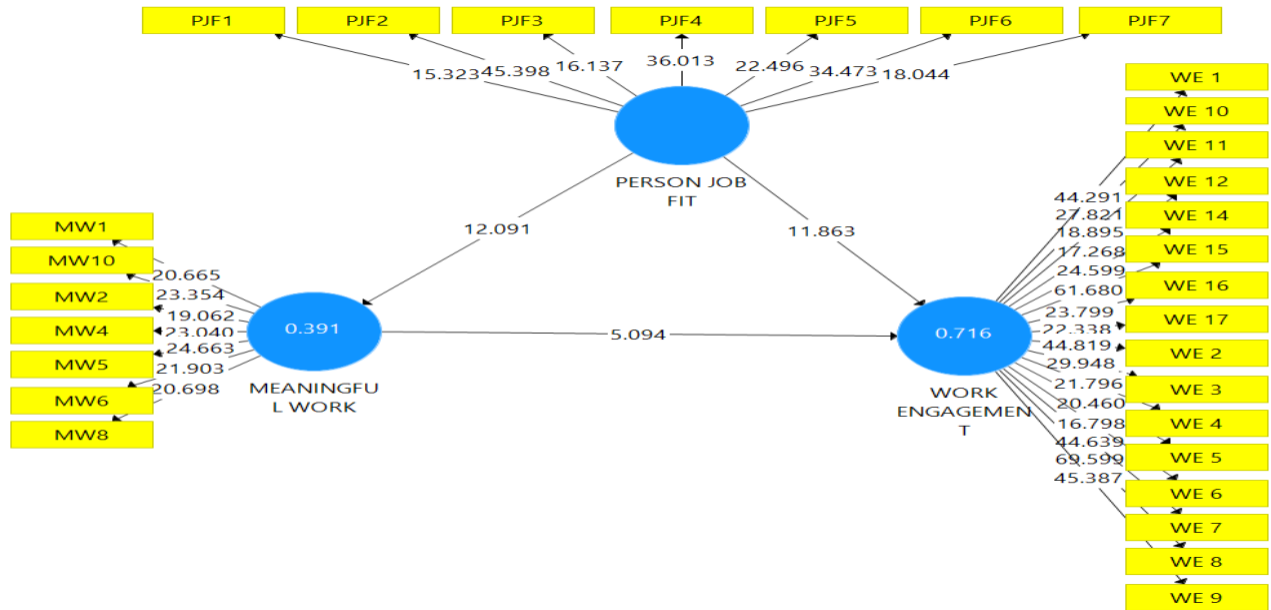 PJF1 PJF2 PJF3 PJF4 PJF5 PJF6 PJF7
15.323 45.398 16.137 36.013 22.496 34.473 18.044
PERSON JOB
FIT
12.091
11.863
MW1
MW10
MW2
MW4
MW5
MW6
MW8
20.665
23.354
19.062
23.040
24.663
21.903
20.698
0.391
MEANINGFU
L WORK
5.094
0.716
WORK
ENGAGEMEN
T
44.291
27.821
18.895
17.268
24.599
61.680
23.799
22.338
44.819
29.948
21.796
20.460
16.798
44.639
69.599
45.387
WE 1
WE 10
WE 11
WE 12
WE 14
WE 15
WE 16
WE 17
WE 2
WE 3
WE 4
WE 5
WE 6
WE 7
WE 8
WE 9